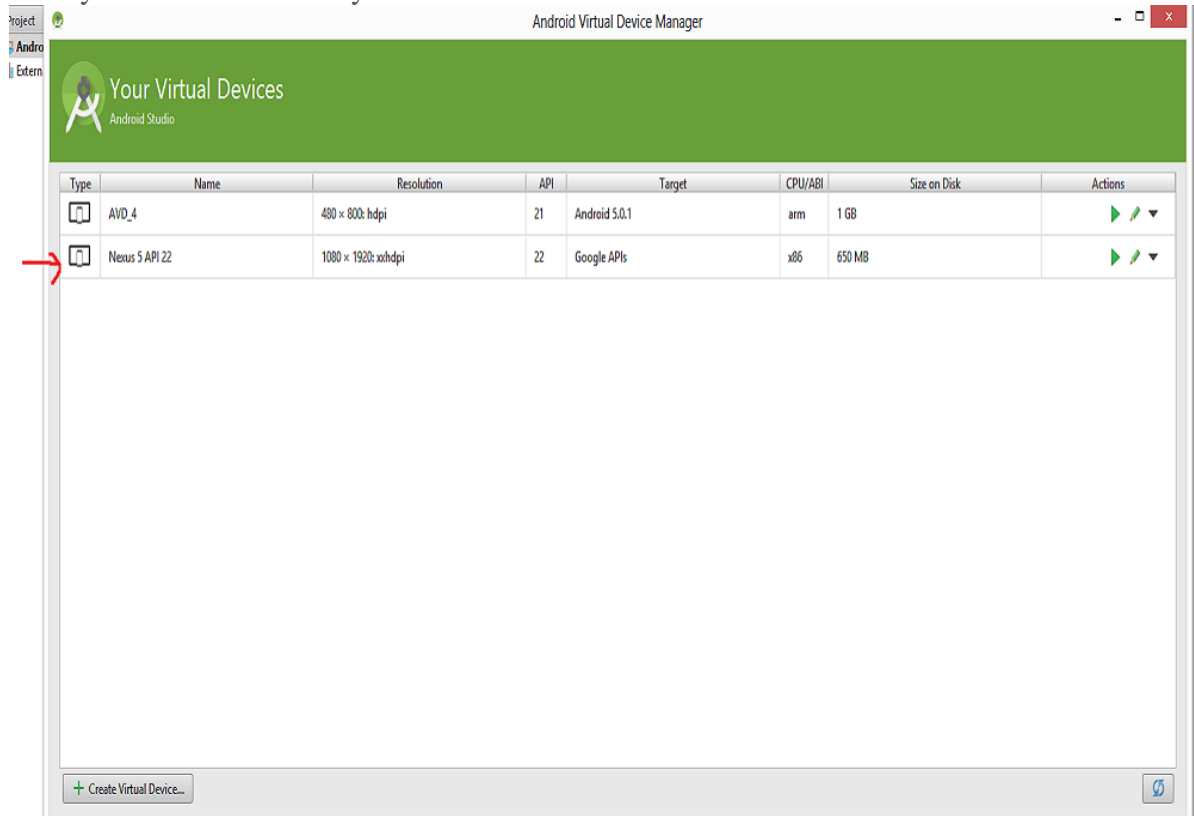 Project Android Virtual Device Manager
Andro
Extern
Your Virtual Devices
Android Studio
Type Name Resolution API Target CPU/ABI Size on Disk Actions
AVD_4 480 × 800: hdpi 21 Android 5.0.1 arm 1 GB
Nexus 5 API 22 1080 × 1920: xxhdpi 22 Google APIs x86 650 MB
+ Create Virtual Device...